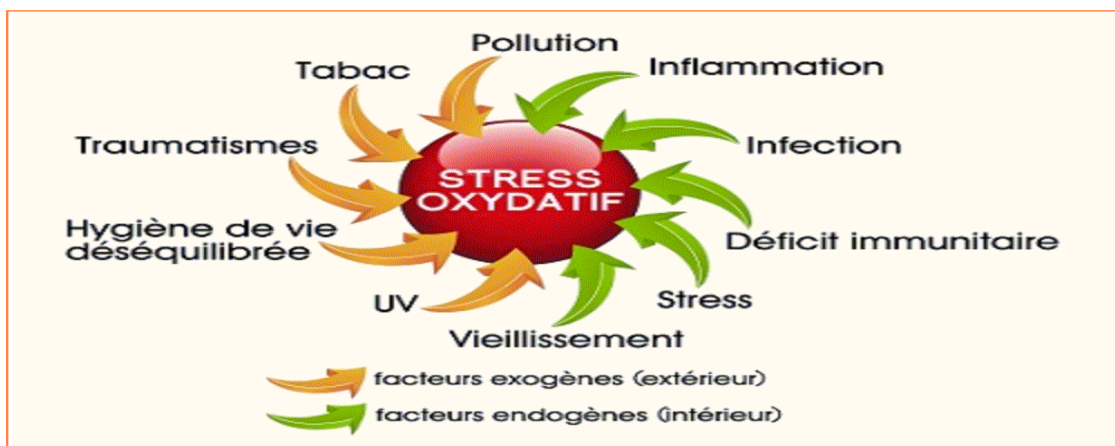 Pollution
Tabac
Inflammation
Traumatismes
Infection
STRESS
OXYDATIF
Hygiène de vie
déséquilibrée
Déficit immunitaire
UV
Stress
Vieillissement
facteurs exogènes (extérieur)
facteurs endogènes (intérieur)